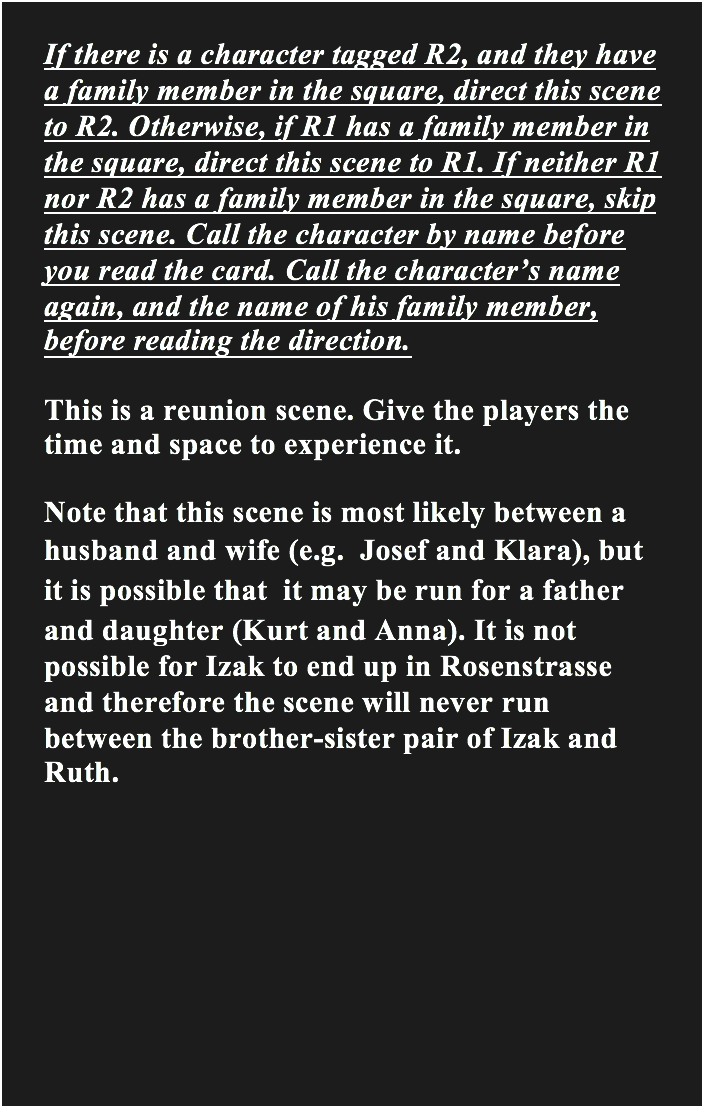 If there is a character tagged R2, and they have
a family member in the square, direct this scene
to R2. Otherwise, if R1 has a family member in
the square, direct this scene to R1. If neither R1
nor R2 has a family member in the square, skip
this scene. Call the character by name before
you read the card. Call the character’s name
again, and the name of his family member,
before reading the direction.
This is a reunion scene. Give the players the
time and space to experience it.
Note that this scene is most likely between a
husband and wife (e.g. Josef and Klara), but
it is possible that it may be run for a father
and daughter (Kurt and Anna). It is not
possible for Izak to end up in Rosenstrasse
and therefore the scene will never run
between the brother-sister pair of Izak and
Ruth.